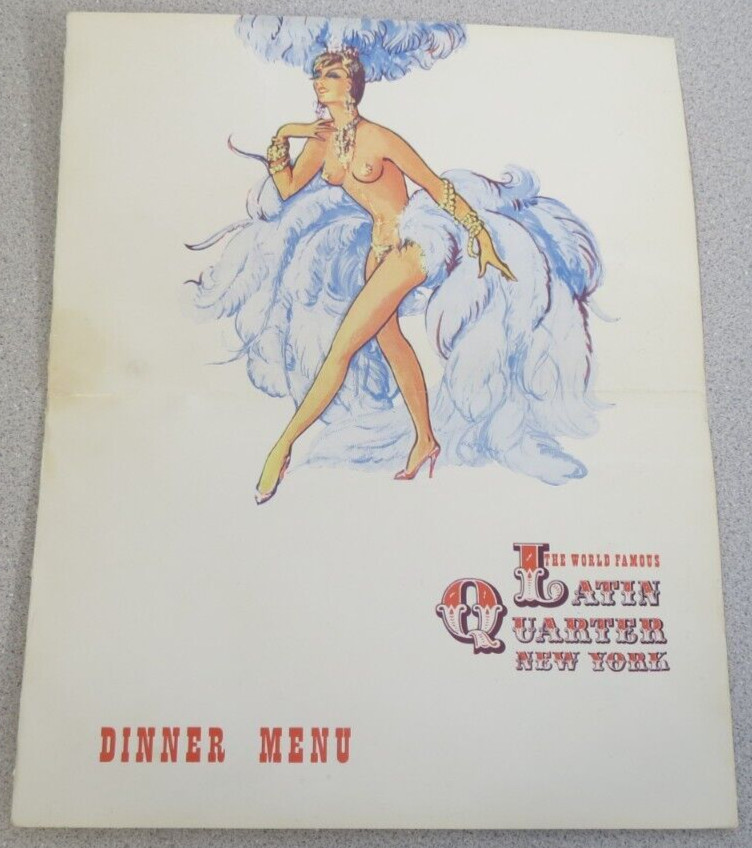 THE WORLD FAMOUS
LATIN
QUARTER
NEW YORK
DINNER MENU